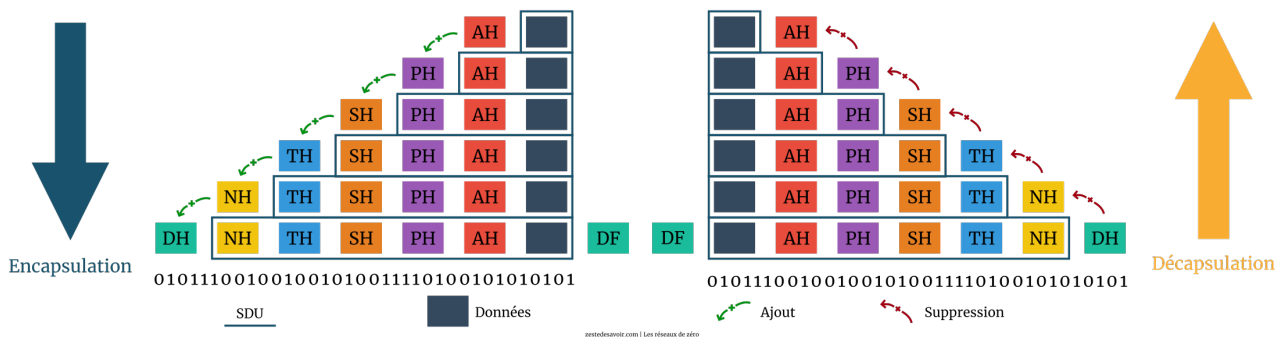 AH
AH
PH AH
AH PH
SH PH AH
AH PH SH
TH SH PH AH
AH PH SH TH
NH TH SH PH AH
AH PH SH TH NH
DH NH TH SH PH AH DF
DF AH PH SH TH NH DH
Encapsulation
Décapsulation
0101111001001001001001111001001010101
0101111001001001001001111001001010101
SDU
Données
Ajout
Suppression
zestedesavoir.com | Les réseaux de zéro